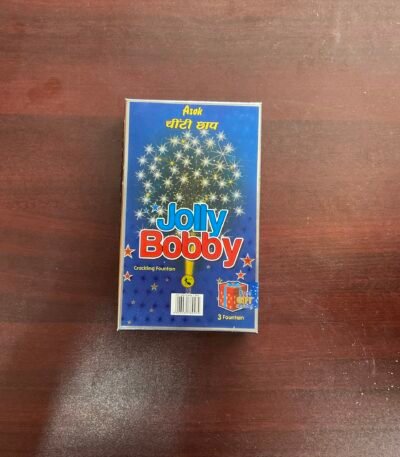 Asok
चींटी छाप
Jolly
Bobby
Crackling Fountain
3 Fountain